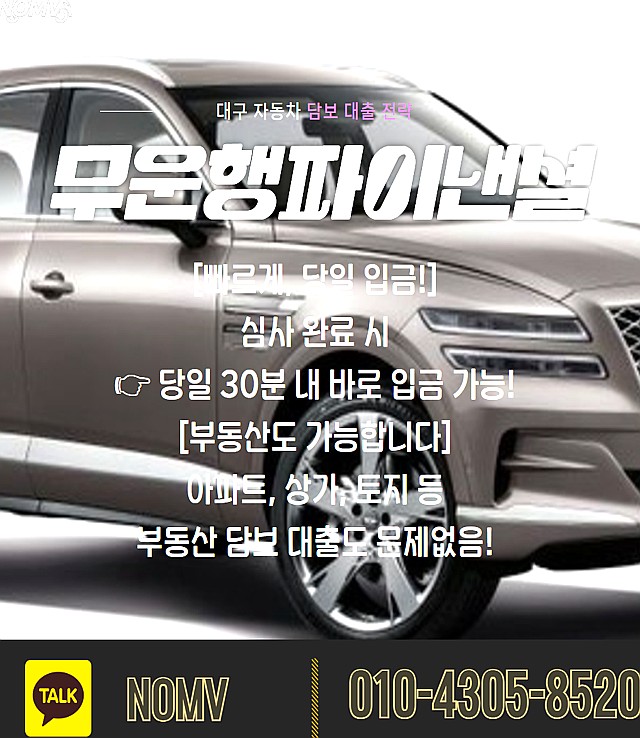 대구 자동차 담보 대출 전략
무운행파이낸셜
[빠르게, 당일 입금!]
심사 완료 시
👉 당일 30분 내 바로 입금 가능!
[부동산도 가능합니다]
아파트, 상가, 토지 등
부동산 담보 대출도 문제없음!
TALK NOMV 010-4305-8520